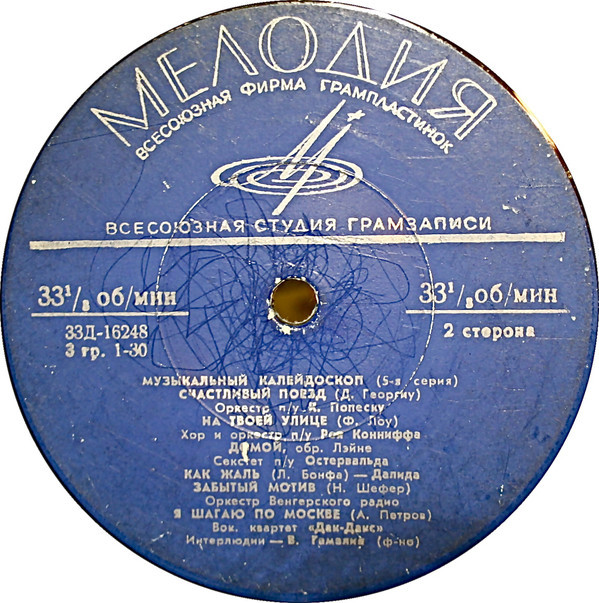 МЕЛОДИЯ
ВСЕСОЮЗНАЯ ФИРМА ГРАМПЛАСТИНОК
ВСЕСОЮЗНАЯ СТУДИЯ ГРАМЗАПИСИ
33¹/₃ об/мин
33¹/₃ об/мин
33Д-16248
3 гр. 1-30
2 сторона
МУЗЫКАЛЬНЫЙ КАЛЕЙДОСКОП (5-я серия)
СЧАСТЛИВЫЙ ПОЕЗД (Д. Георгиу)
Оркестр п/у К. Попеску
НА ТВОЕЙ УЛИЦЕ (Ф. Лоу)
Хор и оркестр п/у Рея Конниффа
ДОМОЙ, обр. Лэйне
Секстет п/у Остервальда
КАК ЖАЛЬ (Л. Бонфа) — Далида
ЗАБЫТЫЙ МОТИВ (Н. Шефер)
Оркестр Венгерского радио
Я ШАГАЮ ПО МОСКВЕ (А. Петров)
Вок. квартет «Дак-Дакс»
Интерлюдии — В. Гамалия (ф-но)